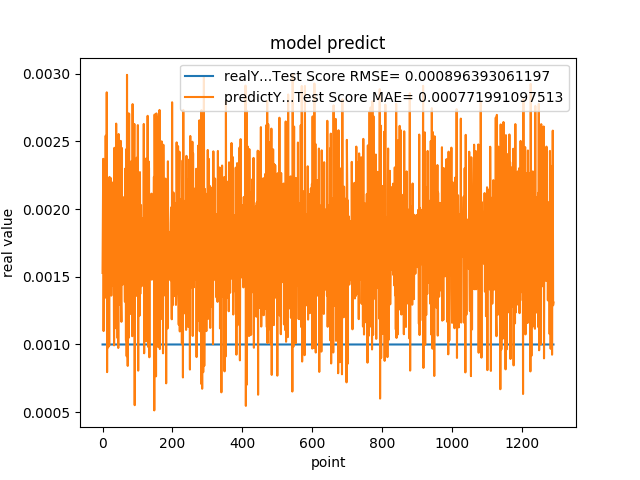 model predict
realY...Test Score RMSE= 0.000896393061197
predictY...Test Score MAE= 0.000771991097513
0.0030
0.0025
0.0020
0.0015
0.0010
0.0005
real value
0 200 400 600 800 1000 1200
point